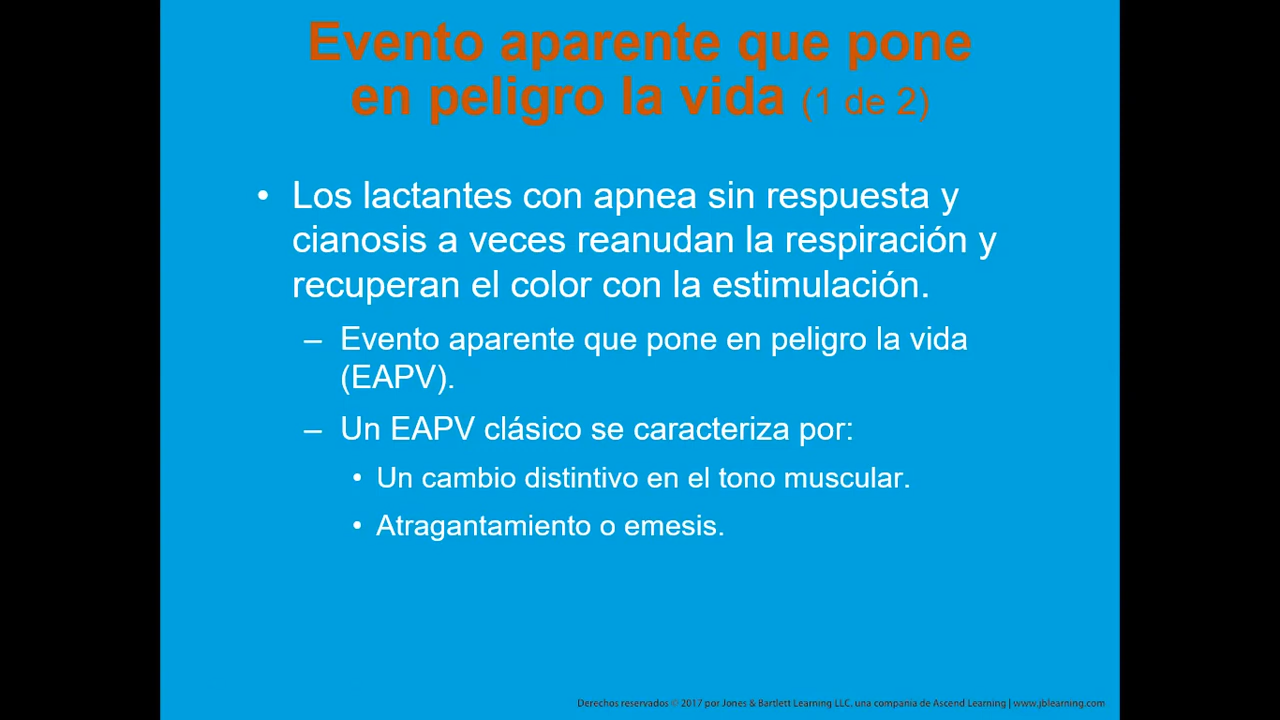 Evento aparente que pone
en peligro la vida (1 de 2)
• Los lactantes con apnea sin respuesta y
cianosis a veces reanudan la respiración y
recuperan el color con la estimulación.
– Evento aparente que pone en peligro la vida
(EAPV).
– Un EAPV clásico se caracteriza por:
• Un cambio distintivo en el tono muscular.
• Atragantamiento o emesis.
Derechos reservados © 2017 por Jones & Bartlett Learning LLC, una compania de Ascend Learning | www.jblearning.com